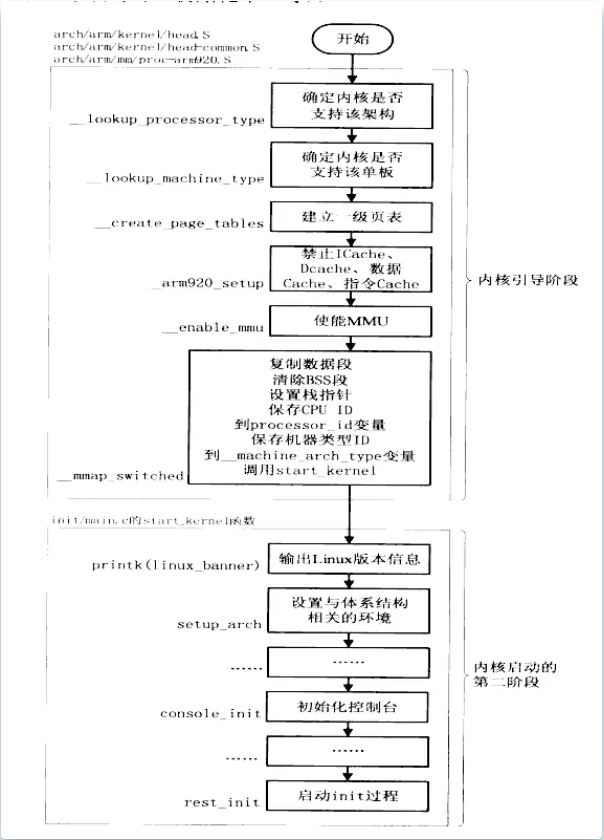 arch/arm/kernel/head.S
arch/arm/kernel/head-common.S
arch/arm/mm/proc-arm920.S
开始
确定内核是否
支持该架构
__lookup_processor_type
确定内核是否
支持该单板
__lookup_machine_type
建立一级页表
__create_page_tables
禁止ICache、
Dcache、数据
Cache、指令Cache
_arm920_setup
使能MMU
__enable_mmu
内核引导阶段
复制数据段
清除BSS段
设置栈指针
保存CPU ID
到processor_id变量
保存机器类型ID
到__machine_arch_type变量
调用start_kernel
__mmap_switched
init/main.c的start_kernel函数
输出Linux版本信息
printk(linux_banner)
设置与体系结构
相关的环境
setup_arch
……
……
内核启动的
第二阶段
初始化控制台
console_init
……
……
启动init过程
rest_init